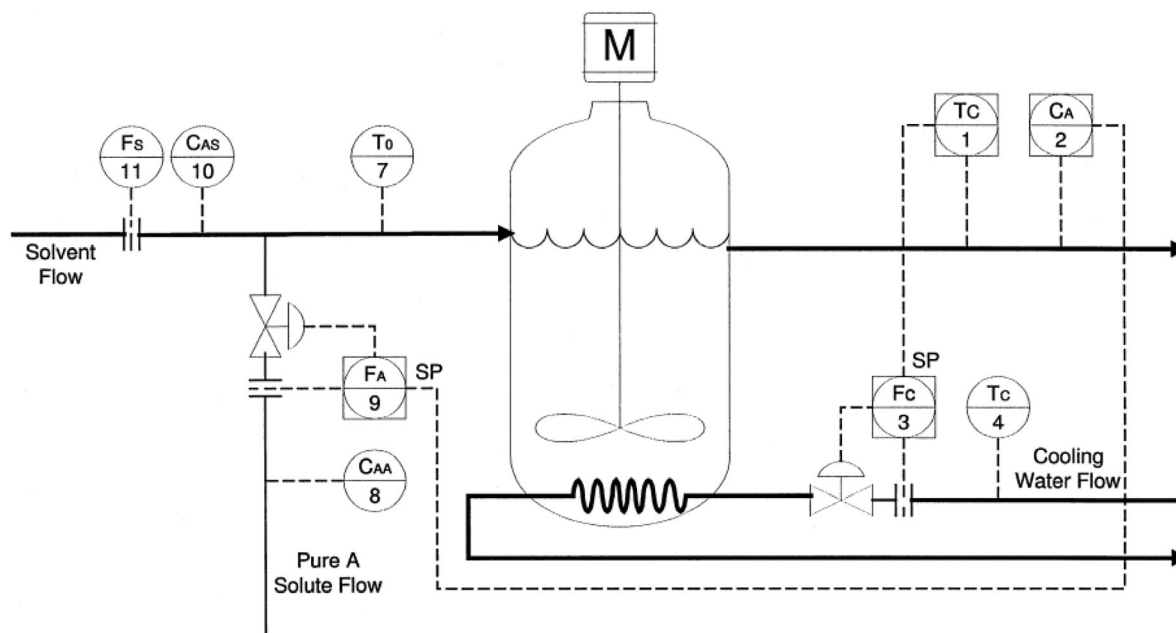 M
FS
11
CAS
10
T0
7
TC
1
CA
2
Solvent
Flow
FA
9
SP
SP
FC
3
TC
4
CAA
8
Cooling
Water Flow
Pure A
Solute Flow